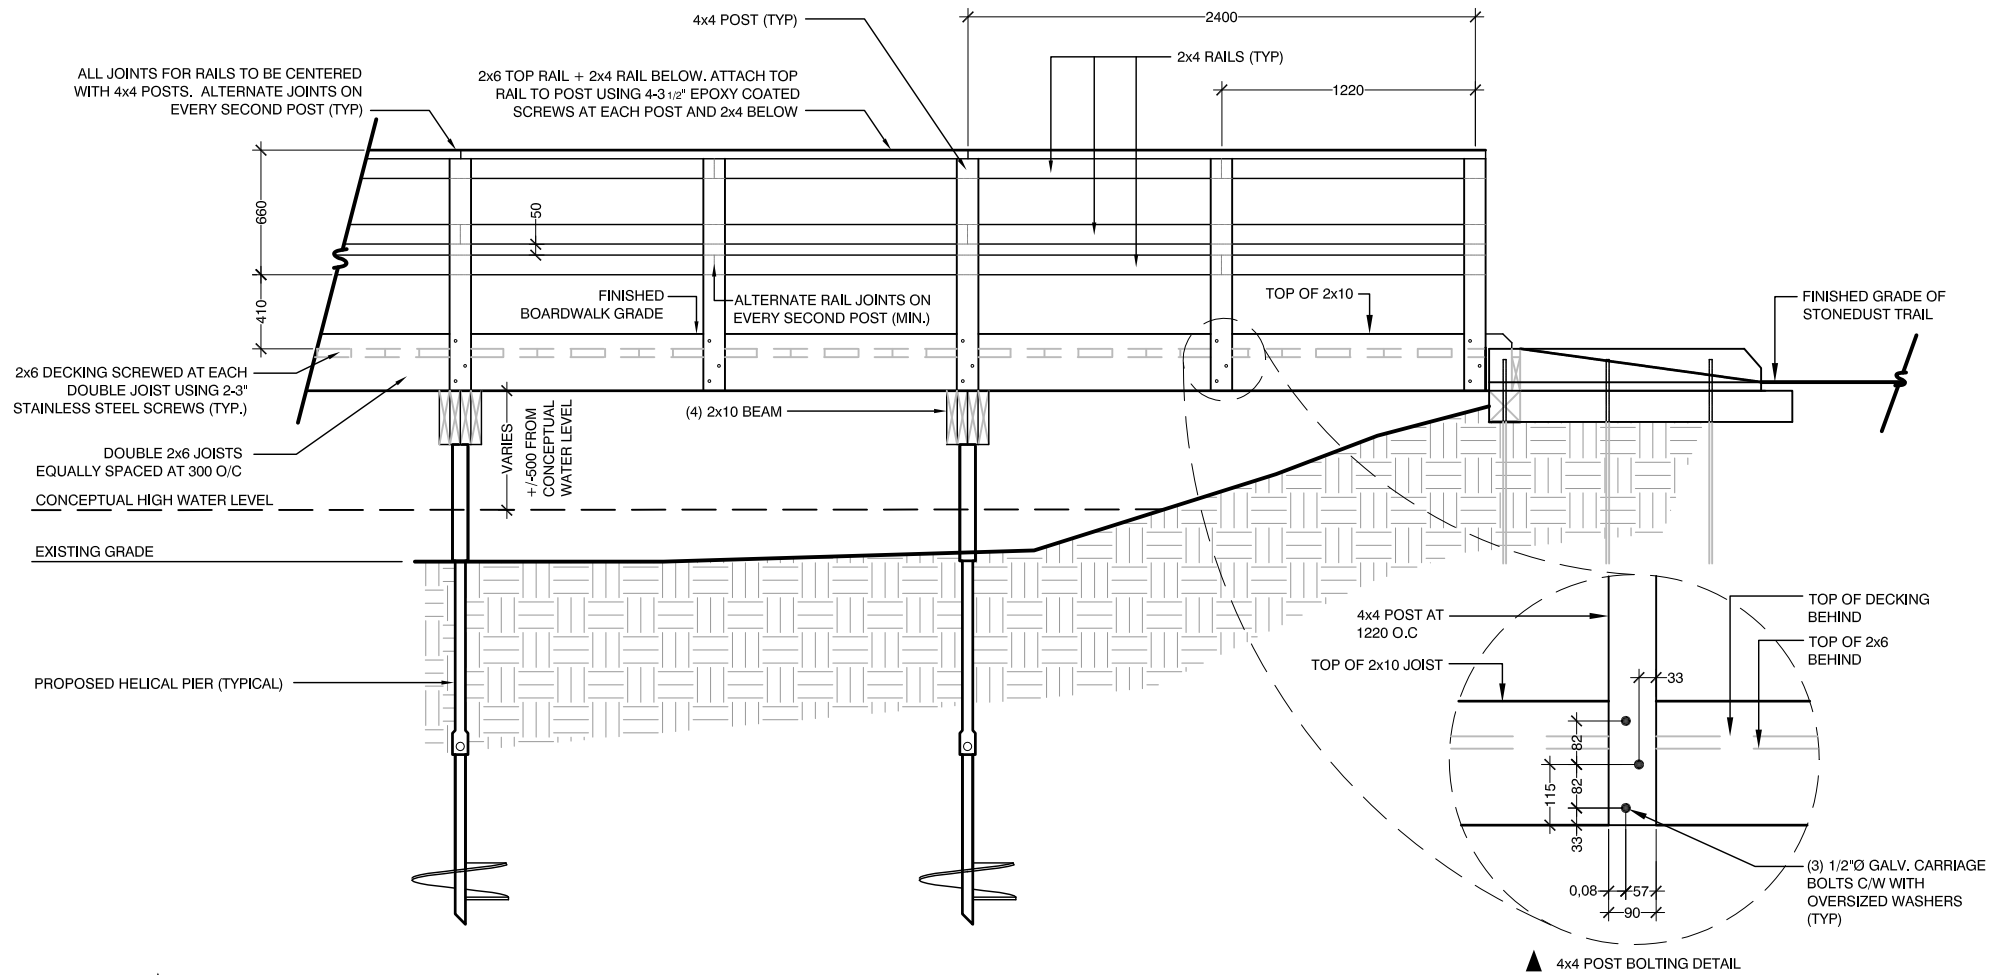 4x4 POST (TYP)
2400
2x4 RAILS (TYP)
1220
ALL JOINTS FOR RAILS TO BE CENTERED
WITH 4x4 POSTS. ALTERNATE JOINTS ON
EVERY SECOND POST (TYP)
2x6 TOP RAIL + 2x4 RAIL BELOW. ATTACH TOP
RAIL TO POST USING 4-3 1/2" EPOXY COATED
SCREWS AT EACH POST AND 2x4 BELOW
660
50
410
FINISHED
BOARDWALK GRADE
ALTERNATE RAIL JOINTS ON
EVERY SECOND POST (MIN.)
TOP OF 2x10
FINISHED GRADE OF
STONEDUST TRAIL
2x6 DECKING SCREWED AT EACH
DOUBLE JOIST USING 2-3"
STAINLESS STEEL SCREWS (TYP.)
(4) 2x10 BEAM
VARIES
+/-500 FROM
CONCEPTUAL
WATER LEVEL
DOUBLE 2x6 JOISTS
EQUALLY SPACED AT 300 O/C
CONCEPTUAL HIGH WATER LEVEL
EXISTING GRADE
PROPOSED HELICAL PIER (TYPICAL)
4x4 POST AT
1220 O.C
TOP OF 2x10 JOIST
TOP OF DECKING
BEHIND
TOP OF 2x6
BEHIND
33
82
82
115
33
0,08
57
90
(3) 1/2"Ø GALV. CARRIAGE
BOLTS C/W WITH
OVERSIZED WASHERS
(TYP)
4x4 POST BOLTING DETAIL